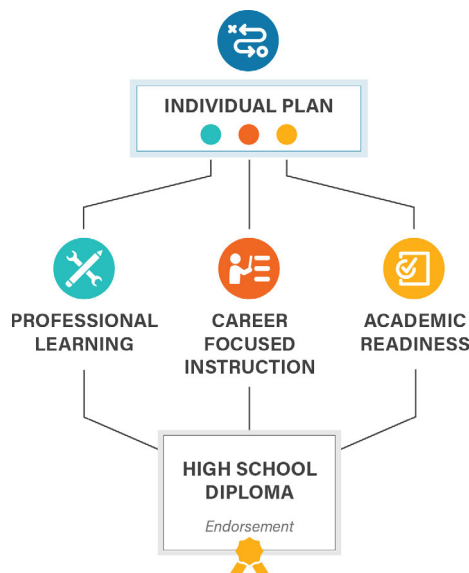 INDIVIDUAL PLAN
PROFESSIONAL
LEARNING
CAREER
FOCUSED
INSTRUCTION
ACADEMIC
READINESS
HIGH SCHOOL
DIPLOMA
Endorsement